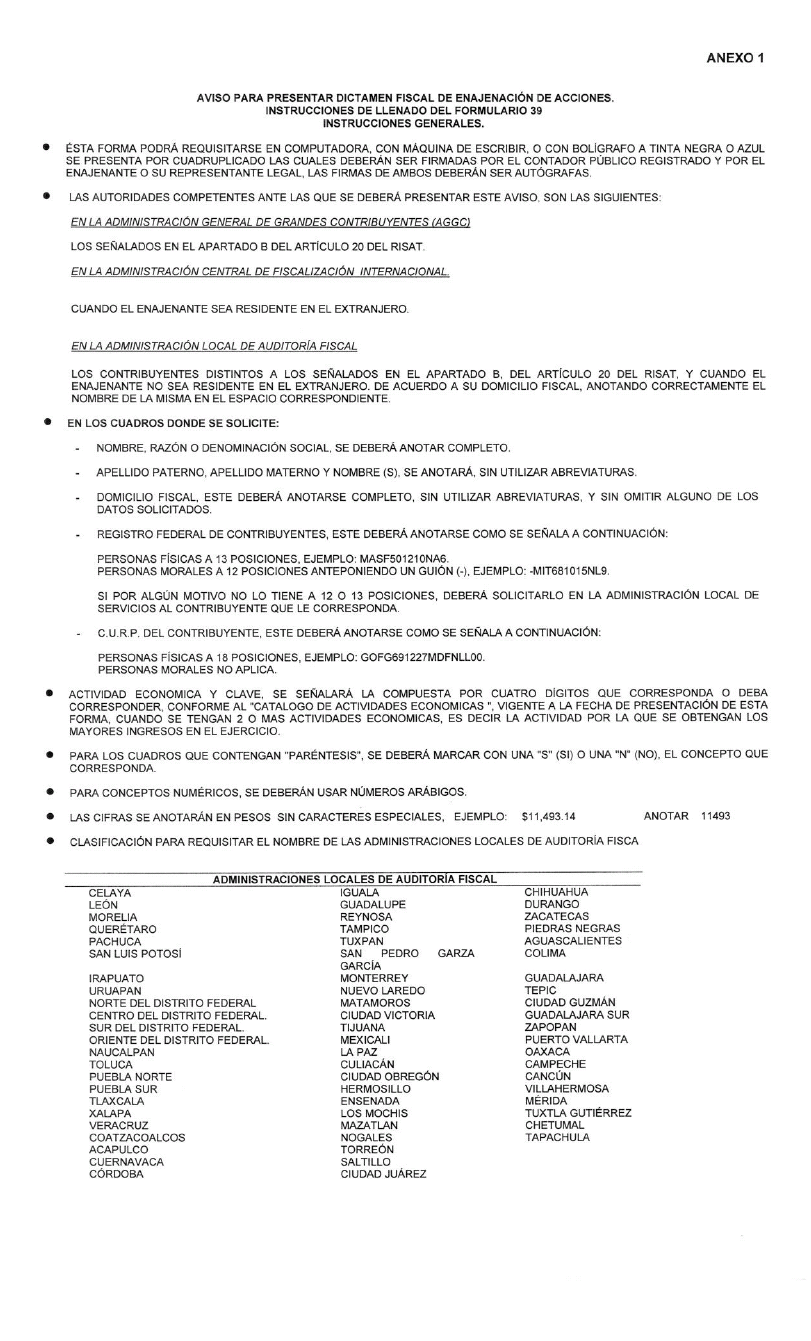 ANEXO 1
AVISO PARA PRESENTAR DICTAMEN FISCAL DE ENAJENACIÓN DE ACCIONES.
INSTRUCCIONES DE LLENADO DEL FORMULARIO 39
INSTRUCCIONES GENERALES.
● ÉSTA FORMA PODRÁ REQUISITARSE EN COMPUTADORA, CON MÁQUINA DE ESCRIBIR, O CON BOLÍGRAFO A TINTA NEGRA O AZUL
SE PRESENTA POR CUADRUPLICADO LAS CUALES DEBERÁN SER FIRMADAS POR EL CONTADOR PÚBLICO REGISTRADO Y POR EL
ENAJENANTE O SU REPRESENTANTE LEGAL, LAS FIRMAS DE AMBOS DEBERÁN SER AUTÓGRAFAS.
● LAS AUTORIDADES COMPETENTES ANTE LAS QUE SE DEBERÁ PRESENTAR ESTE AVISO, SON LAS SIGUIENTES:
EN LA ADMINISTRACIÓN GENERAL DE GRANDES CONTRIBUYENTES (AGGC)
LOS SEÑALADOS EN EL APARTADO B DEL ARTÍCULO 20 DEL RISAT.
EN LA ADMINISTRACIÓN CENTRAL DE FISCALIZACIÓN INTERNACIONAL.
CUANDO EL ENAJENANTE SEA RESIDENTE EN EL EXTRANJERO.
EN LA ADMINISTRACIÓN LOCAL DE AUDITORÍA FISCAL
LOS CONTRIBUYENTES DISTINTOS A LOS SEÑALADOS EN EL APARTADO B, DEL ARTÍCULO 20 DEL RISAT, Y CUANDO EL
ENAJENANTE NO SEA RESIDENTE EN EL EXTRANJERO. DE ACUERDO A SU DOMICILIO FISCAL, ANOTANDO CORRECTAMENTE EL
NOMBRE DE LA MISMA EN EL ESPACIO CORRESPONDIENTE.
● EN LOS CUADROS DONDE SE SOLICITE:
- NOMBRE, RAZÓN O DENOMINACIÓN SOCIAL, SE DEBERÁ ANOTAR COMPLETO.
- APELLIDO PATERNO, APELLIDO MATERNO Y NOMBRE (S), SE ANOTARÁ, SIN UTILIZAR ABREVIATURAS.
- DOMICILIO FISCAL, ESTE DEBERÁ ANOTARSE COMPLETO, SIN UTILIZAR ABREVIATURAS, Y SIN OMITIR ALGUNO DE LOS
DATOS SOLICITADOS.
- REGISTRO FEDERAL DE CONTRIBUYENTES, ESTE DEBERÁ ANOTARSE COMO SE SEÑALA A CONTINUACIÓN:
PERSONAS FÍSICAS A 13 POSICIONES, EJEMPLO: MASF501210NA6.
PERSONAS MORALES A 12 POSICIONES ANTEPONIENDO UN GUIÓN (-), EJEMPLO: -MIT681015NL9.
SI POR ALGÚN MOTIVO NO LO TIENE A 12 O 13 POSICIONES, DEBERÁ SOLICITARLO EN LA ADMINISTRACIÓN LOCAL DE
SERVICIOS AL CONTRIBUYENTE QUE LE CORRESPONDA.
- C.U.R.P. DEL CONTRIBUYENTE, ESTE DEBERÁ ANOTARSE COMO SE SEÑALA A CONTINUACIÓN:
PERSONAS FÍSICAS A 18 POSICIONES, EJEMPLO: GOFG691227MDFNLL00.
PERSONAS MORALES NO APLICA.
● ACTIVIDAD ECONOMICA Y CLAVE, SE SEÑALARÁ LA COMPUESTA POR CUATRO DÍGITOS QUE CORRESPONDA O DEBA
CORRESPONDER, CONFORME AL "CATALOGO DE ACTIVIDADES ECONOMICAS ", VIGENTE A LA FECHA DE PRESENTACIÓN DE ESTA
FORMA, CUANDO SE TENGAN 2 O MAS ACTIVIDADES ECONOMICAS, ES DECIR LA ACTIVIDAD POR LA QUE SE OBTENGAN LOS
MAYORES INGRESOS EN EL EJERCICIO.
● PARA LOS CUADROS QUE CONTENGAN "PARÉNTESIS", SE DEBERÁ MARCAR CON UNA "S" (SI) O UNA "N" (NO), EL CONCEPTO QUE
CORRESPONDA.
● PARA CONCEPTOS NUMÉRICOS, SE DEBERÁN USAR NÚMEROS ARÁBIGOS.
● LAS CIFRAS SE ANOTARÁN EN PESOS SIN CARACTERES ESPECIALES, EJEMPLO: $11,493.14 ANOTAR 11493
● CLASIFICACIÓN PARA REQUISITAR EL NOMBRE DE LAS ADMINISTRACIONES LOCALES DE AUDITORÍA FISCA
ADMINISTRACIONES LOCALES DE AUDITORÍA FISCAL
CELAYA IGUALA CHIHUAHUA
LEÓN GUADALUPE DURANGO
MORELIA REYNOSA ZACATECAS
QUERÉTARO TAMPICO PIEDRAS NEGRAS
PACHUCA TUXPAN AGUASCALIENTES
SAN LUIS POTOSÍ SAN PEDRO GARZA COLIMA
GARCÍA
IRAPUATO MONTERREY GUADALAJARA
URUAPAN NUEVO LAREDO TEPIC
NORTE DEL DISTRITO FEDERAL MATAMOROS CIUDAD GUZMÁN
CENTRO DEL DISTRITO FEDERAL. CIUDAD VICTORIA GUADALAJARA SUR
SUR DEL DISTRITO FEDERAL. TIJUANA ZAPOPAN
ORIENTE DEL DISTRITO FEDERAL. MEXICALI PUERTO VALLARTA
NAUCALPAN LA PAZ OAXACA
TOLUCA CULIACÁN CAMPECHE
PUEBLA NORTE CIUDAD OBREGÓN CANCÚN
PUEBLA SUR HERMOSILLO VILLAHERMOSA
TLAXCALA ENSENADA MÉRIDA
XALAPA LOS MOCHIS TUXTLA GUTIÉRREZ
VERACRUZ MAZATLAN CHETUMAL
COATZACOALCOS NOGALES TAPACHULA
ACAPULCO TORREÓN
CUERNAVACA SALTILLO
CÓRDOBA CIUDAD JUÁREZ